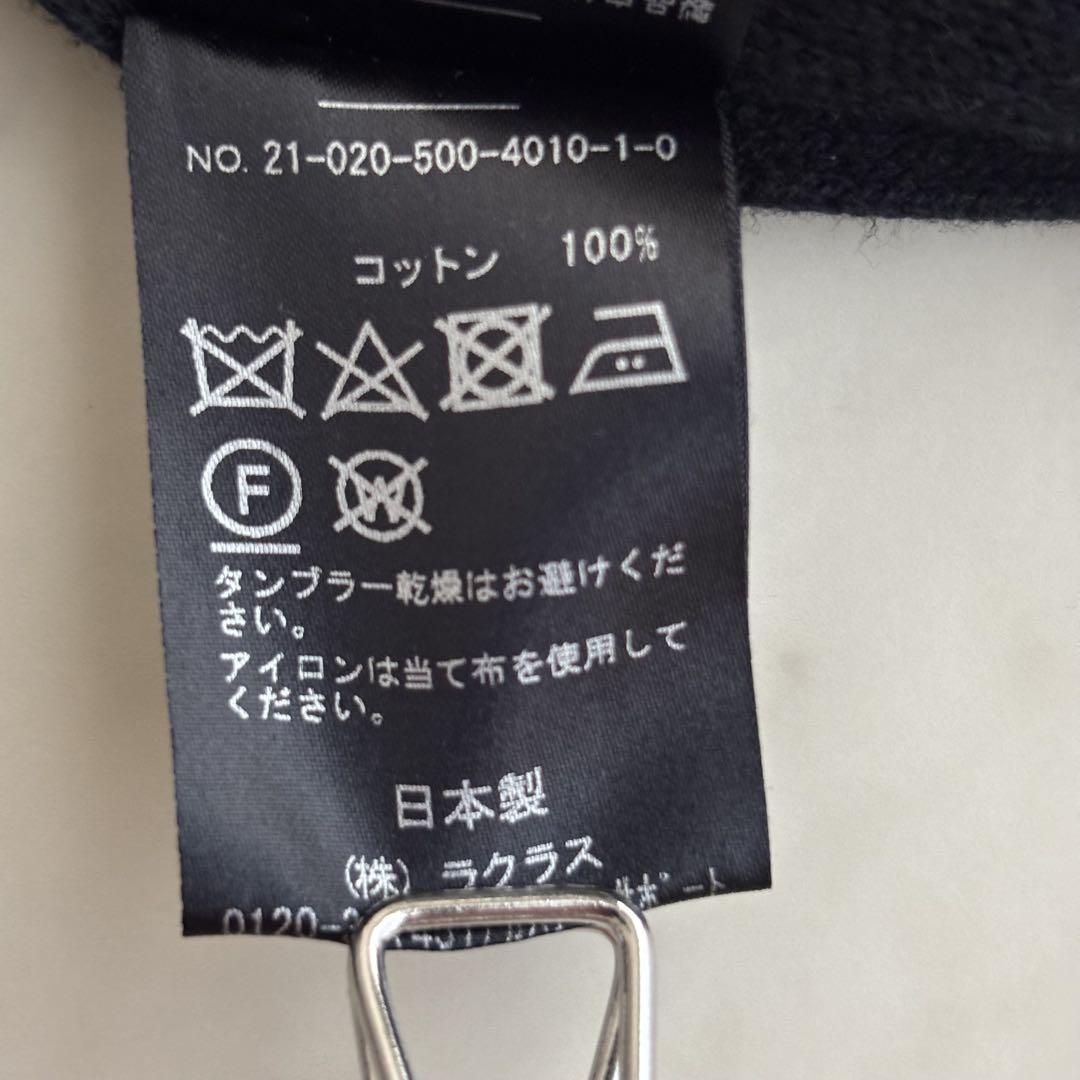 NO. 21-020-500-4010-1-0
コットン 100%
F
W
タンブラー乾燥はお避けくだ
さい。
アイロンは当て布を使用して
ください。
日本製
(株) ラクラス
0120-